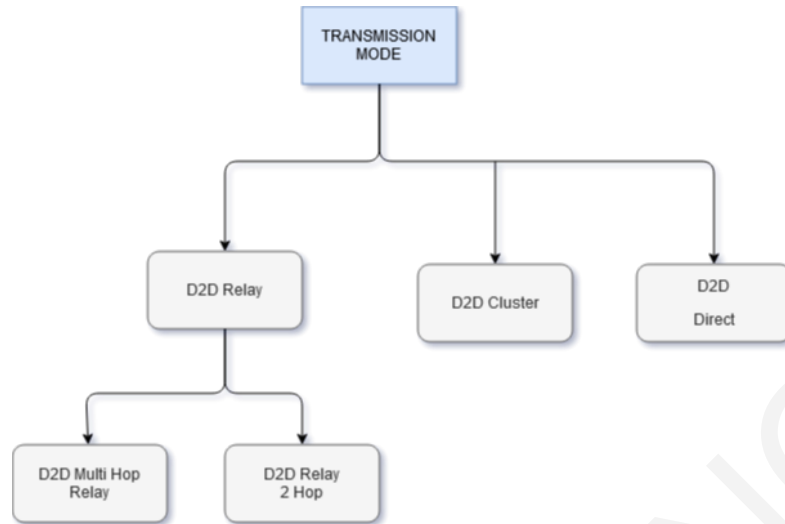 TRANSMISSION
MODE
D2D Relay
D2D Cluster
D2D
Direct
D2D Multi Hop
Relay
D2D Relay
2 Hop